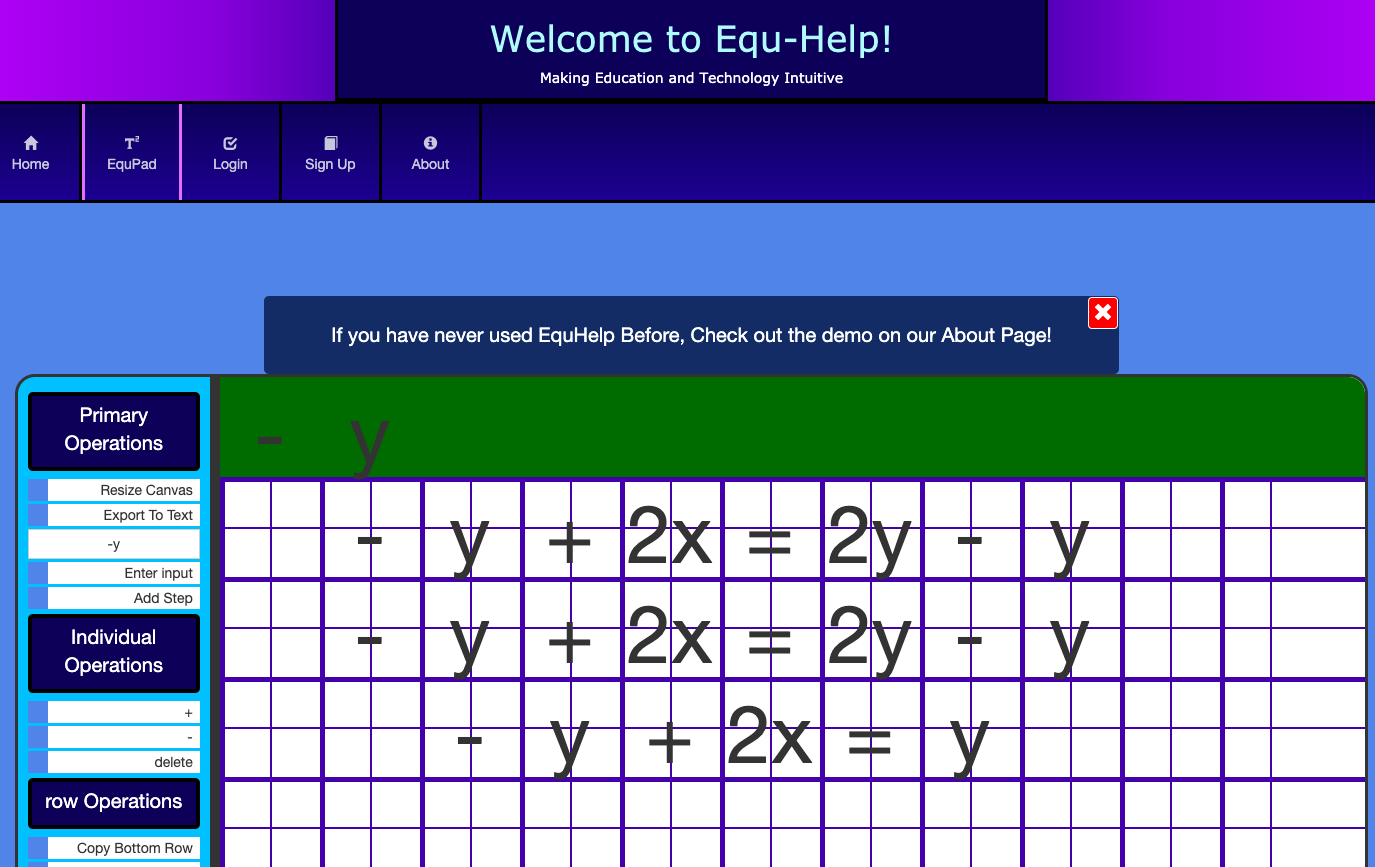 Welcome to Equ-Help!
Making Education and Technology Intuitive
Home
T²
EquPad
Login
Sign Up
About
If you have never used EquHelp Before, Check out the demo on our About Page!
Primary
Operations
Resize Canvas
Export To Text
-y
Enter input
Add Step
Individual
Operations
+
-
delete
row Operations
Copy Bottom Row
- y
- y + 2x = 2y - y
- y + 2x = 2y - y
- y + 2x = y